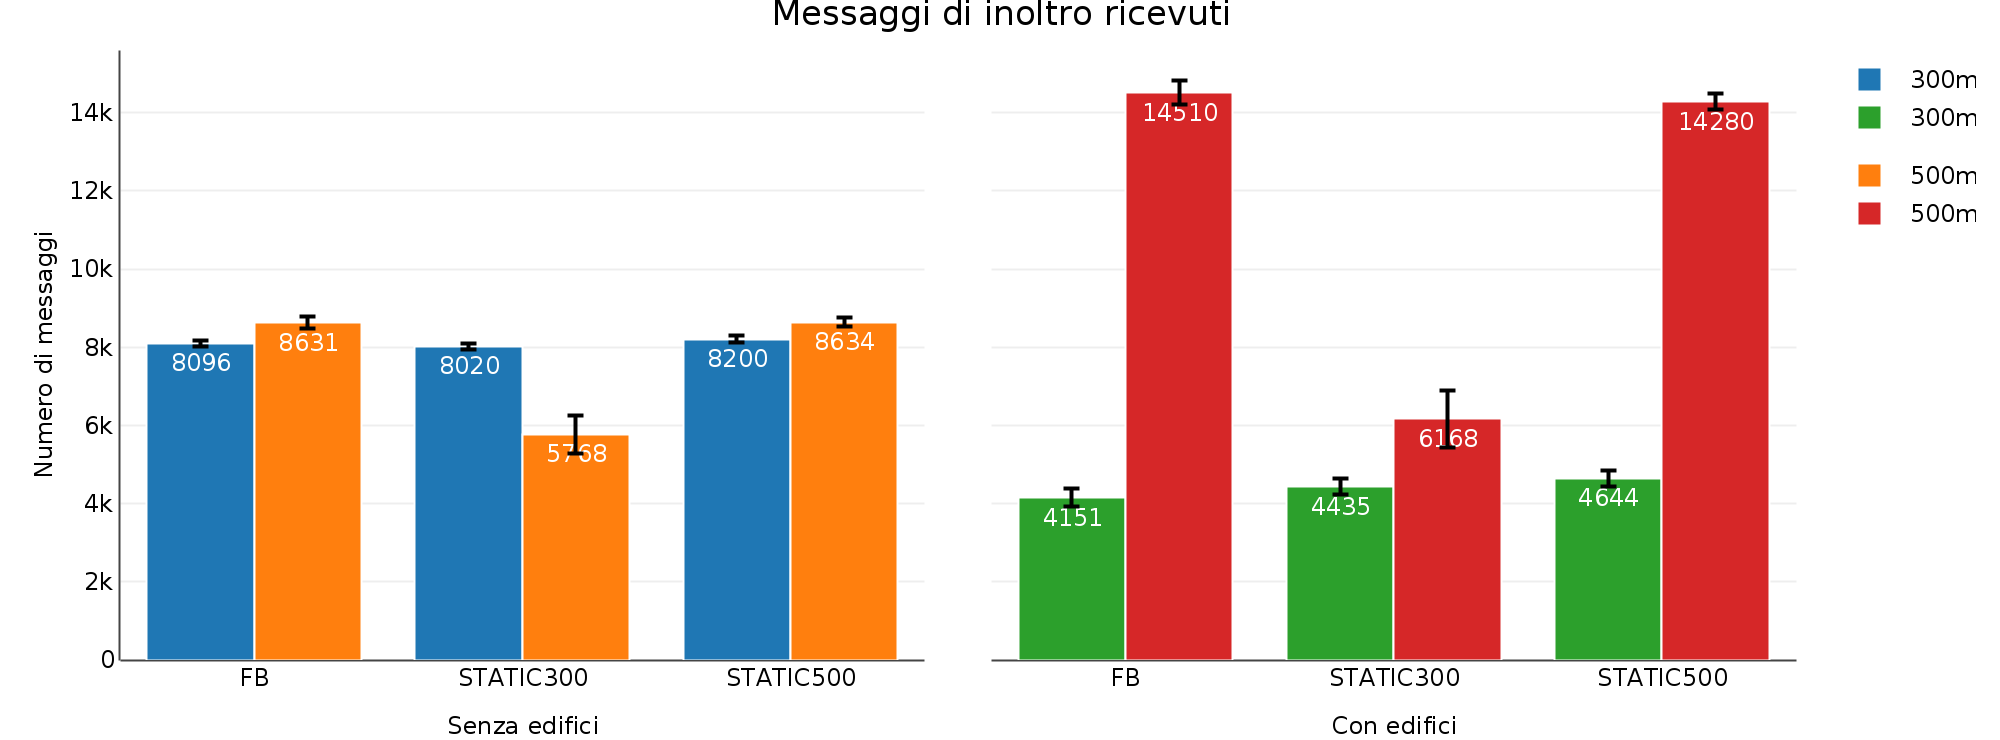 Messaggi di inoltro ricevuti
Numero di messaggi
14k
12k
10k
8k
6k
4k
2k
0
8096
8631
8020
5768
8200
8634
FB
STATIC300
STATIC500
Senza edifici
4151
14510
4435
6168
4644
14280
FB
STATIC300
STATIC500
Con edifici
300m
300m
500m
500m